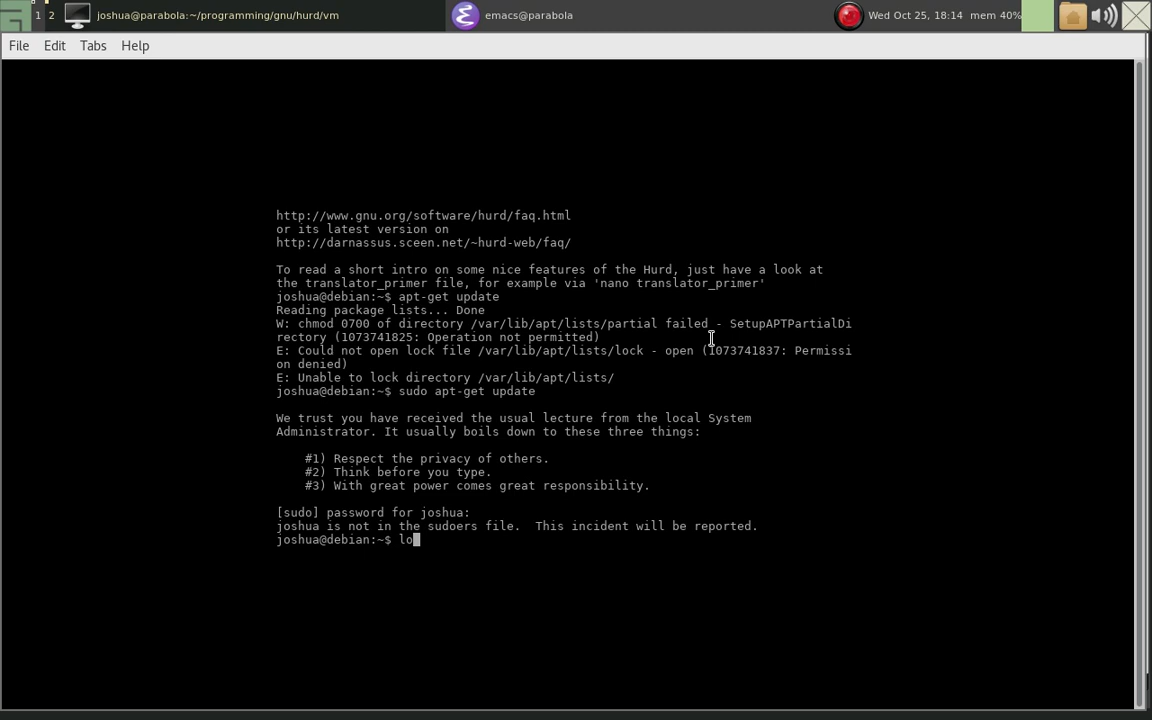 1 2 joshua@parabola:~/programming/gnu/hurd/vm emacs@parabola Wed Oct 25, 18:14 mem 40%
File Edit Tabs Help
http://www.gnu.org/software/hurd/faq.html
or its latest version on
http://darnassus.sceen.net/~hurd-web/faq/
To read a short intro on some nice features of the Hurd, just have a look at
the translator_primer file, for example via 'nano translator_primer'
joshua@debian:~$ apt-get update
Reading package lists... Done
W: chmod 0700 of directory /var/lib/apt/lists/partial failed - SetupAPTPartialDi
rectory (1073741825: Operation not permitted)
E: Could not open lock file /var/lib/apt/lists/lock - open (1073741837: Permissi
on denied)
E: Unable to lock directory /var/lib/apt/lists/
joshua@debian:~$ sudo apt-get update
We trust you have received the usual lecture from the local System
Administrator. It usually boils down to these three things:
#1) Respect the privacy of others.
#2) Think before you type.
#3) With great power comes great responsibility.
[sudo] password for joshua:
joshua is not in the sudoers file.  This incident will be reported.
joshua@debian:~$ lo